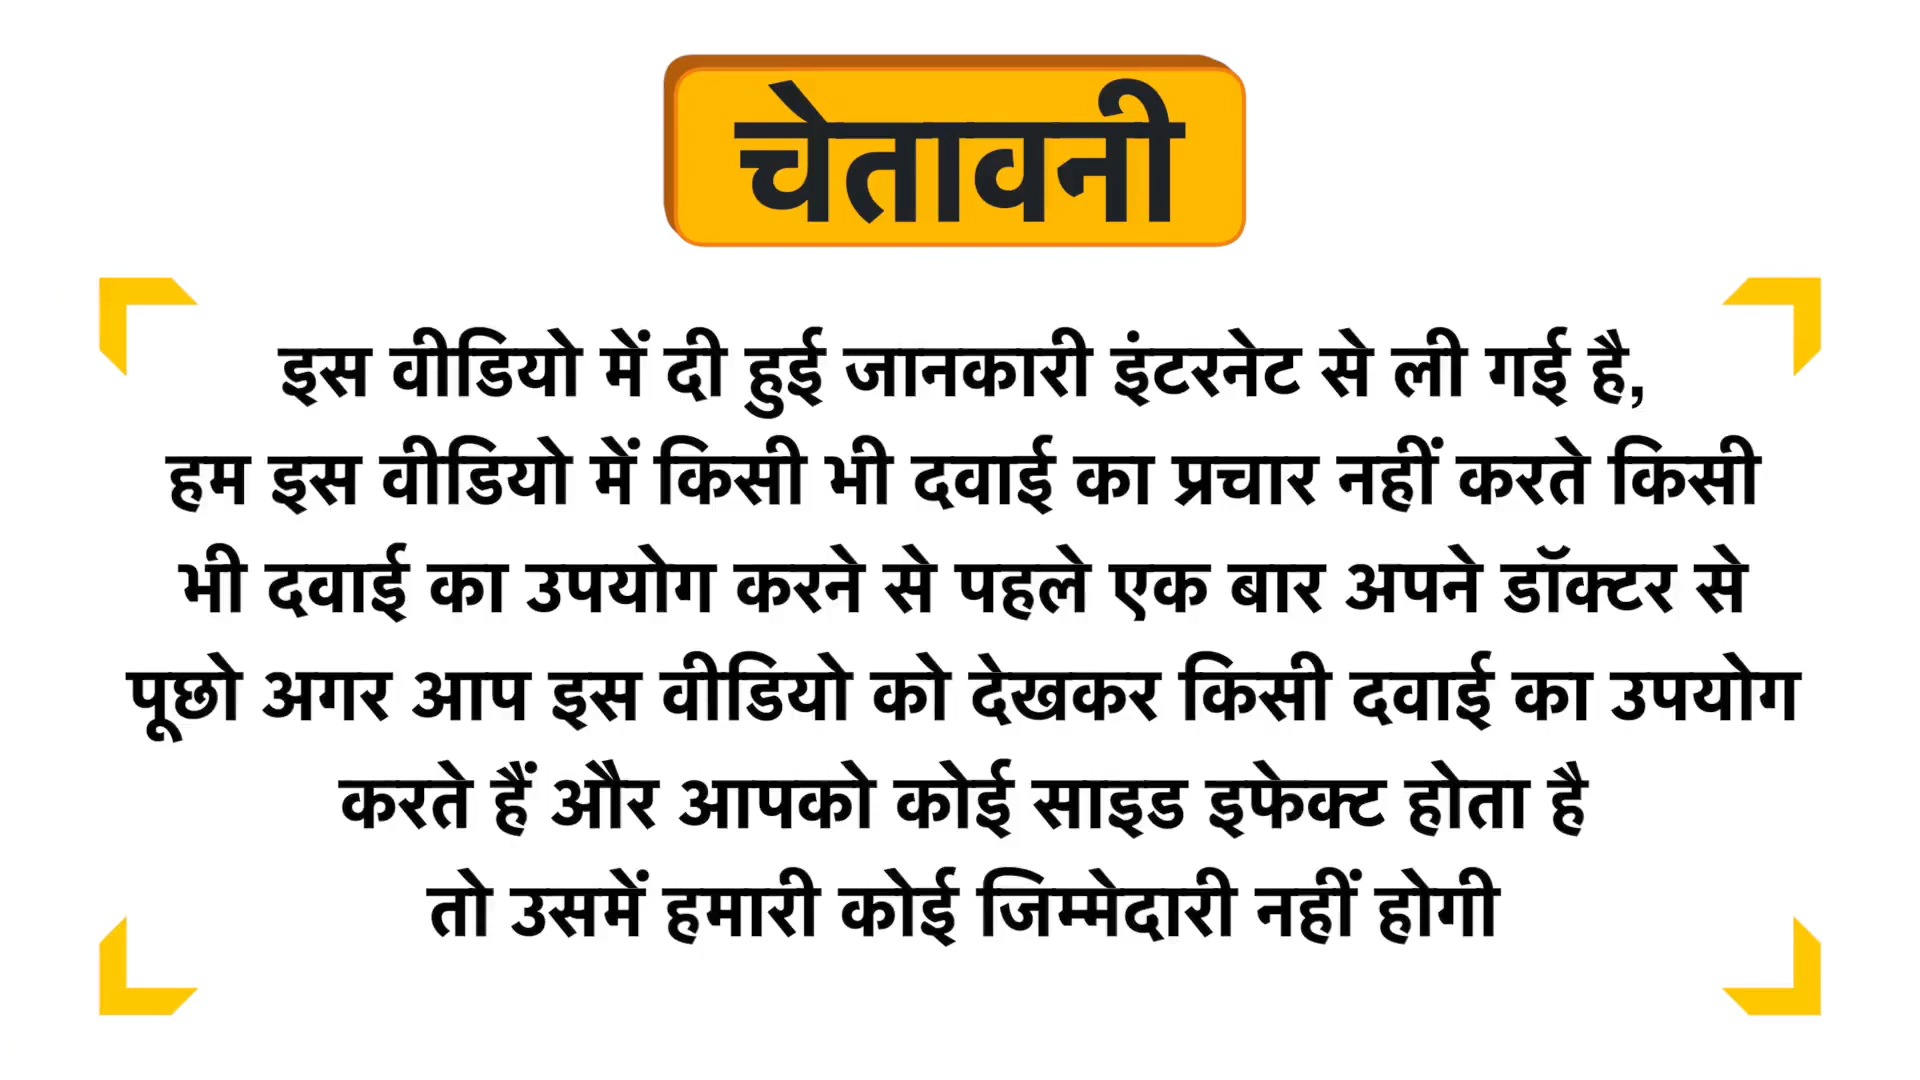 चेतावनी
इस वीडियो में दी हुई जानकारी इंटरनेट से ली गई है,
हम इस वीडियो में किसी भी दवाई का प्रचार नहीं करते किसी
भी दवाई का उपयोग करने से पहले एक बार अपने डॉक्टर से
पूछो अगर आप इस वीडियो को देखकर किसी दवाई का उपयोग
करते हैं और आपको कोई साइड इफेक्ट होता है
तो उसमें हमारी कोई जिम्मेदारी नहीं होगी